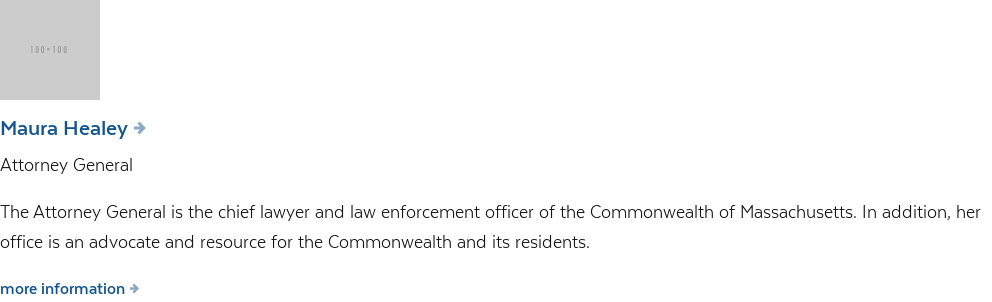 100×100
Maura Healey
Attorney General
The Attorney General is the chief lawyer and law enforcement officer of the Commonwealth of Massachusetts. In addition, her
office is an advocate and resource for the Commonwealth and its residents.
more information